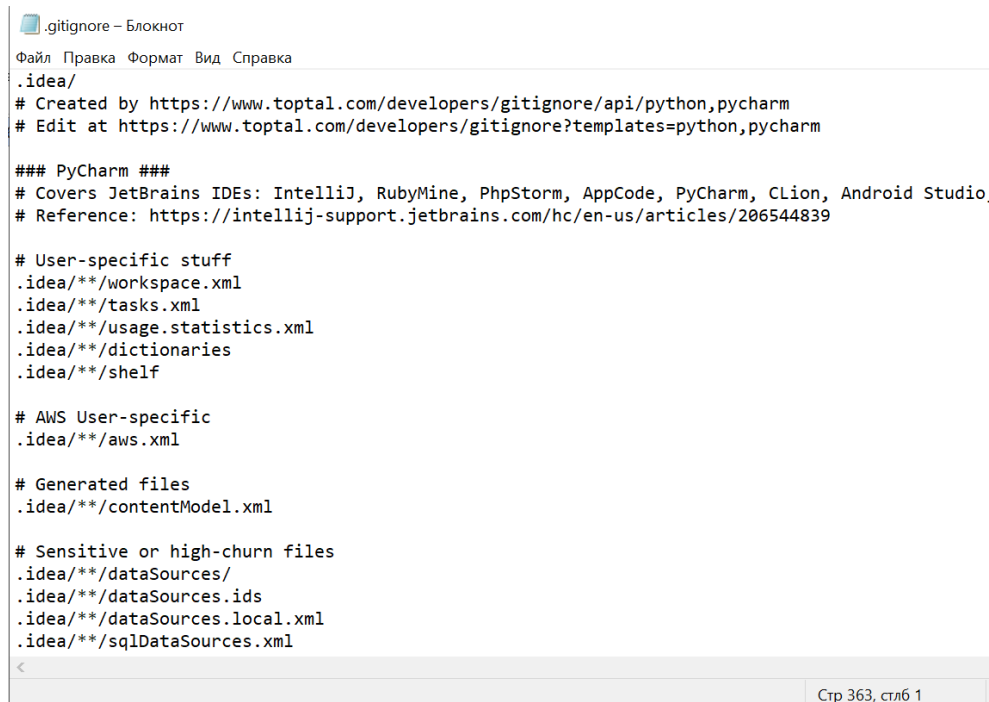 .gitignore – Блокнот
Файл Правка Формат Вид Справка
.idea/
# Created by https://www.toptal.com/developers/gitignore/api/python,pycharm
# Edit at https://www.toptal.com/developers/gitignore?templates=python,pycharm
### PyCharm ###
# Covers JetBrains IDEs: IntelliJ, RubyMine, PhpStorm, AppCode, PyCharm, CLion, Android Studio,
# Reference: https://intellij-support.jetbrains.com/hc/en-us/articles/206544839
# User-specific stuff
.idea/**/workspace.xml
.idea/**/tasks.xml
.idea/**/usage.statistics.xml
.idea/**/dictionaries
.idea/**/shelf
# AWS User-specific
.idea/**/aws.xml
# Generated files
.idea/**/contentModel.xml
# Sensitive or high-churn files
.idea/**/dataSources/
.idea/**/dataSources.ids
.idea/**/dataSources.local.xml
.idea/**/sqlDataSources.xml
Стр 363, стлб 1